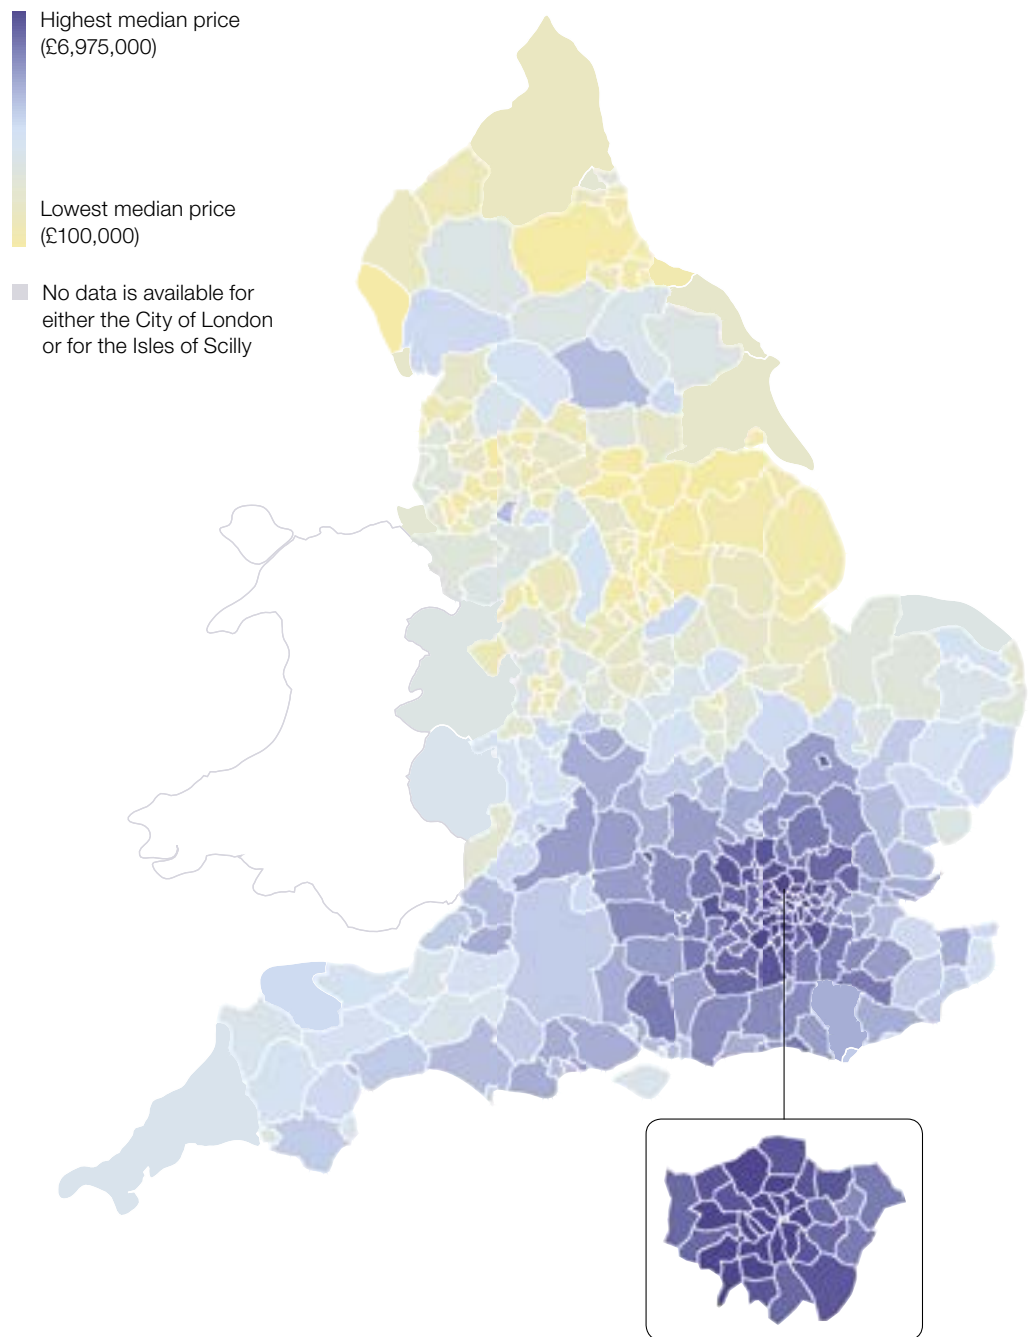 Highest median price
(£6,975,000)
Lowest median price
(£100,000)
No data is available for
either the City of London
or for the Isles of Scilly